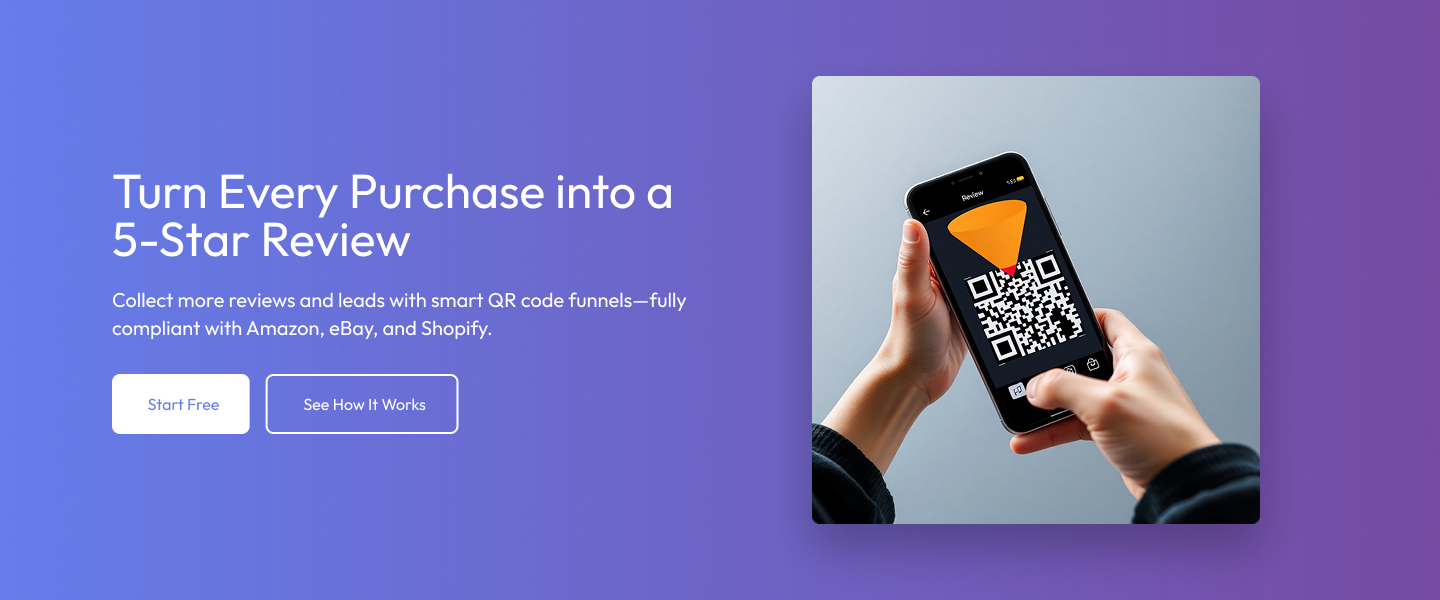 Turn Every Purchase into a
5-Star Review
Collect more reviews and leads with smart QR code funnels—fully
compliant with Amazon, eBay, and Shopify.
Start Free
See How It Works
Review